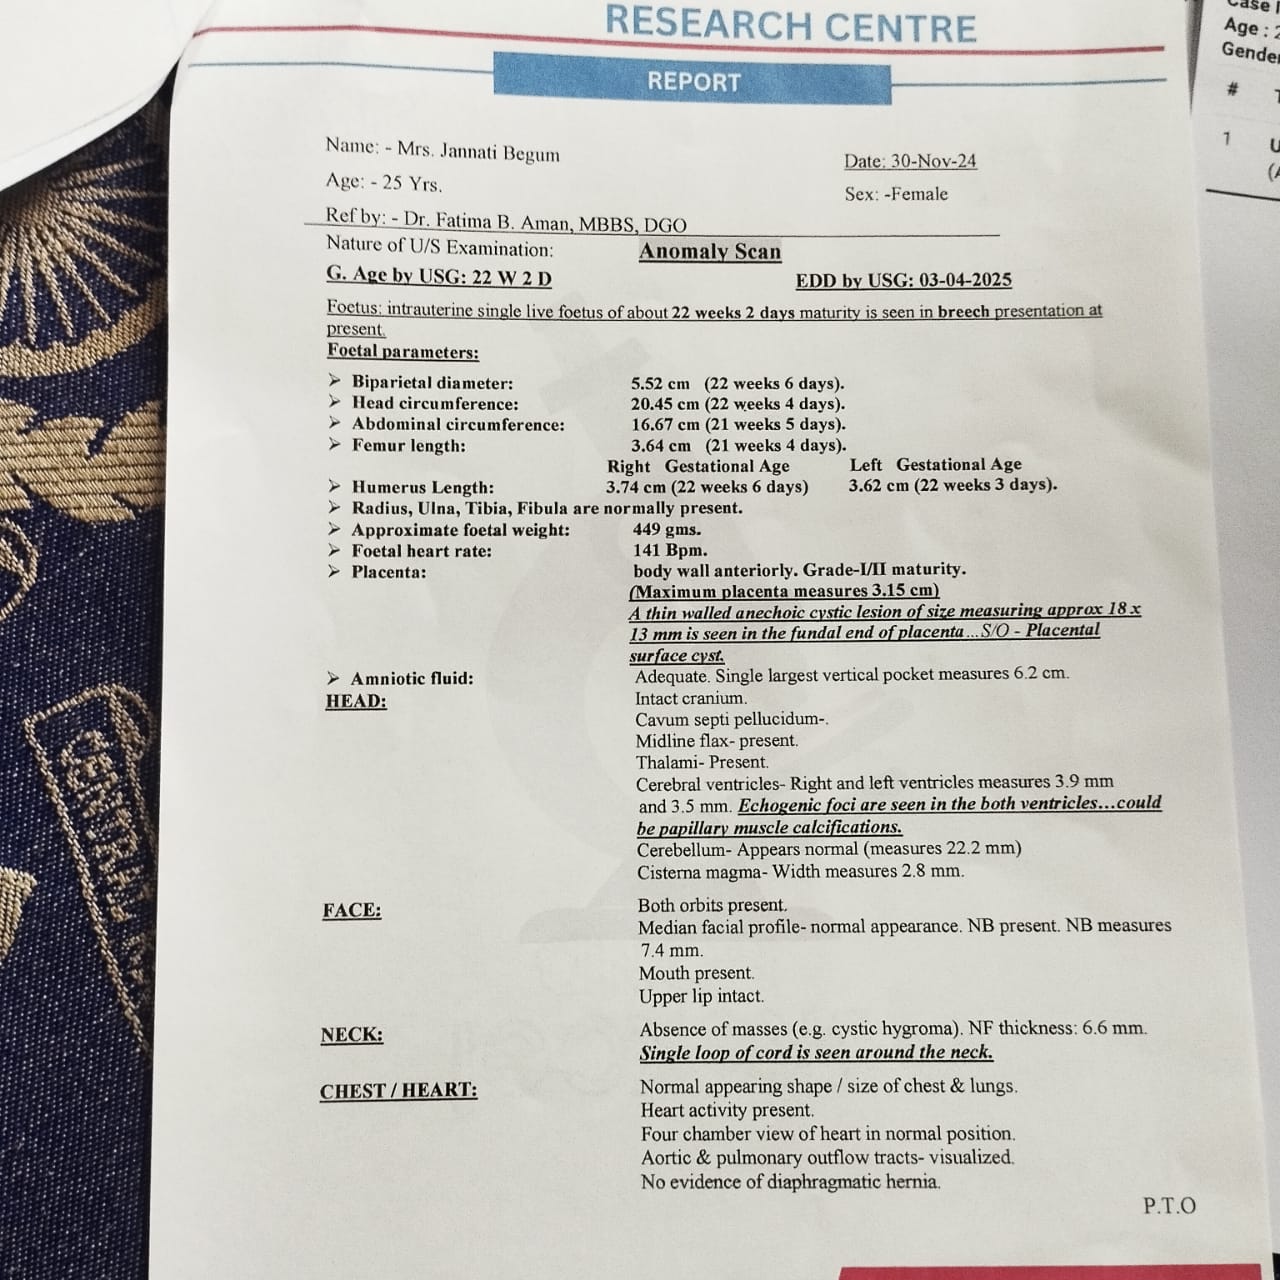 RESEARCH CENTRE
REPORT
Name: - Mrs. Jannati Begum
Date: 30-Nov-24
Age: - 25 Yrs.
Sex: -Female
Ref by: - Dr. Fatima B. Aman, MBBS, DGO
Nature of U/S Examination: Anomaly Scan
G. Age by USG: 22 W 2 D EDD by USG: 03-04-2025
Foetus: intrauterine single live foetus of about 22 weeks 2 days maturity is seen in breech presentation at
present.
Foetal parameters:
➢ Biparietal diameter: 5.52 cm (22 weeks 6 days).
➢ Head circumference: 20.45 cm (22 weeks 4 days).
➢ Abdominal circumference: 16.67 cm (21 weeks 5 days).
➢ Femur length: 3.64 cm (21 weeks 4 days).
Right Gestational Age Left Gestational Age
➢ Humerus Length: 3.74 cm (22 weeks 6 days) 3.62 cm (22 weeks 3 days).
➢ Radius, Ulna, Tibia, Fibula are normally present.
➢ Approximate foetal weight: 449 gms.
➢ Foetal heart rate: 141 Bpm.
➢ Placenta: body wall anteriorly. Grade-I/II maturity.
(Maximum placenta measures 3.15 cm)
A thin walled anechoic cystic lesion of size measuring approx 18 x
13 mm is seen in the fundal end of placenta...S/O - Placental
surface cyst.
➢ Amniotic fluid: Adequate. Single largest vertical pocket measures 6.2 cm.
HEAD: Intact cranium.
Cavum septi pellucidum-.
Midline flax- present.
Thalami- Present.
Cerebral ventricles- Right and left ventricles measures 3.9 mm
and 3.5 mm. Echogenic foci are seen in the both ventricles...could
be papillary muscle calcifications.
Cerebellum- Appears normal (measures 22.2 mm)
Cisterna magma- Width measures 2.8 mm.
FACE: Both orbits present.
Median facial profile- normal appearance. NB present. NB measures
7.4 mm.
Mouth present.
Upper lip intact.
NECK: Absence of masses (e.g. cystic hygroma). NF thickness: 6.6 mm.
Single loop of cord is seen around the neck.
CHEST / HEART: Normal appearing shape / size of chest & lungs.
Heart activity present.
Four chamber view of heart in normal position.
Aortic & pulmonary outflow tracts- visualized.
No evidence of diaphragmatic hernia.
P.T.O
Case
Age : 2
Gender
#
1
CENTRAL